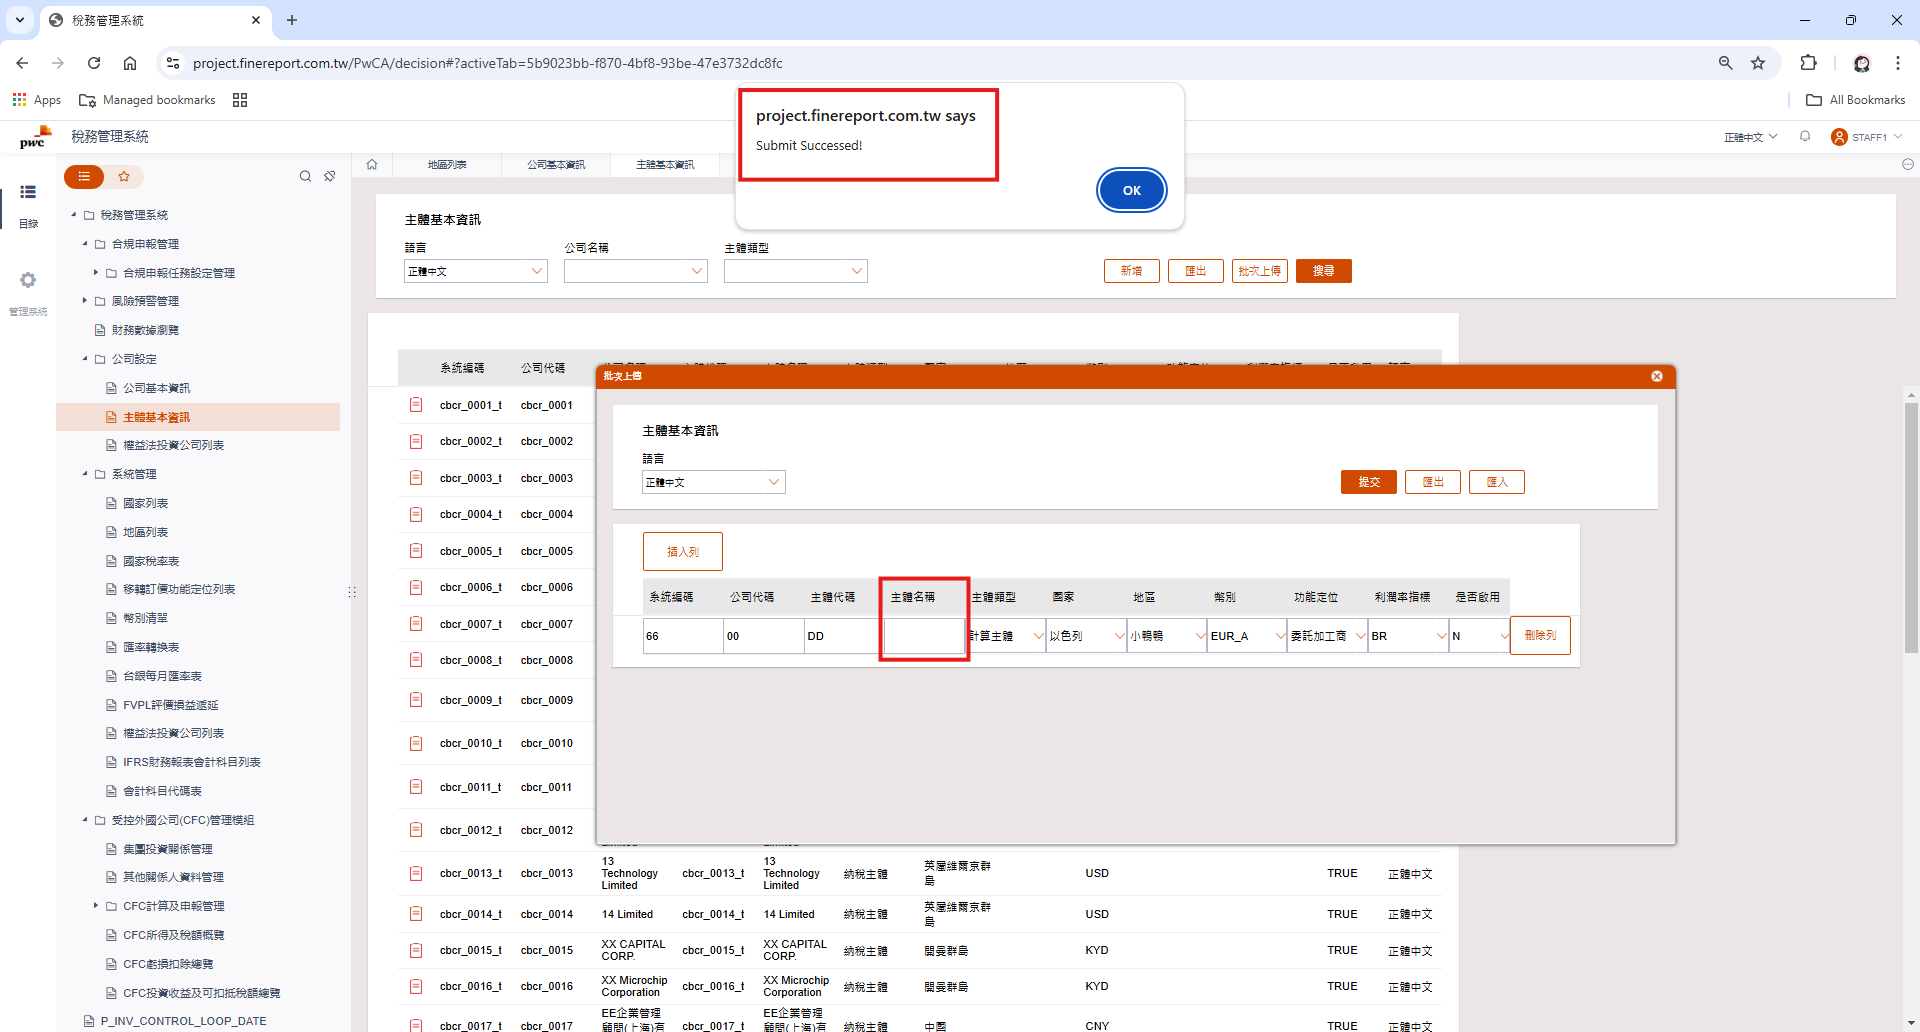 稅務管理系統
project.finereport.com.tw/PwCA/decision#?activeTab=5b9023bb-f870-4bf8-93be-47e3732dc8fc
Apps
Managed bookmarks
All Bookmarks
project.finereport.com.tw says
Submit Successed!
OK
pwc
稅務管理系統
正體中文
STAFF1
目錄
管理系統
稅務管理系統
合規申報管理
合規申報任務設定管理
風險預警管理
財務數據瀏覽
公司設定
公司基本資訊
主體基本資訊
權益法投資公司列表
系統管理
國家列表
地區列表
國家稅率表
移轉訂價功能定位列表
幣別清單
匯率轉換表
台銀每月匯率表
FVPL評價損益遞延
權益法投資公司列表
IFRS財務報表會計科目列表
會計科目代碼表
受控外國公司(CFC)管理模組
集團投資關係管理
其他關係人資料管理
CFC計算及申報管理
CFC所得及稅額概覽
CFC虧損扣除總覽
CFC投資收益及可扣抵稅額總覽
P_INV_CONTROL_LOOP_DATE
地區列表
公司基本資訊
主體基本資訊
主體基本資訊
語言
公司名稱
主體類型
正體中文
新增
匯出
批次上傳
搜尋
系統編碼 公司代碼
cbcr_0001_t cbcr_0001
cbcr_0002_t cbcr_0002
cbcr_0003_t cbcr_0003
cbcr_0004_t cbcr_0004
cbcr_0005_t cbcr_0005
cbcr_0006_t cbcr_0006
cbcr_0007_t cbcr_0007
cbcr_0008_t cbcr_0008
cbcr_0009_t cbcr_0009
cbcr_0010_t cbcr_0010
cbcr_0011_t cbcr_0011
cbcr_0012_t cbcr_0012
cbcr_0013_t cbcr_0013 13 Technology Limited cbcr_0013_t 13 Technology Limited 納稅主體 英屬維爾京群島 USD TRUE 正體中文
cbcr_0014_t cbcr_0014 14 Limited cbcr_0014_t 14 Limited 納稅主體 英屬維爾京群島 USD TRUE 正體中文
cbcr_0015_t cbcr_0015 XX CAPITAL CORP. cbcr_0015_t XX CAPITAL CORP. 納稅主體 開曼群島 KYD TRUE 正體中文
cbcr_0016_t cbcr_0016 XX Microchip Corporation cbcr_0016_t XX Microchip Corporation 納稅主體 開曼群島 KYD TRUE 正體中文
cbcr_0017_t cbcr_0017 EE企業管理顧問(上海)有 cbcr_0017_t EE企業管理顧問(上海)有 納稅主體 中國 CNY TRUE 正體中文
批次上傳
主體基本資訊
語言
正體中文
提交
匯出
匯入
插入列
系統編碼 公司代碼 主體代碼 主體名稱 主體類型 國家 地區 幣別 功能定位 利潤率指標 是否啟用
66 00 DD 計算主體 以色列 小鴨鴨 EUR_A 委託加工商 BR N 刪除列